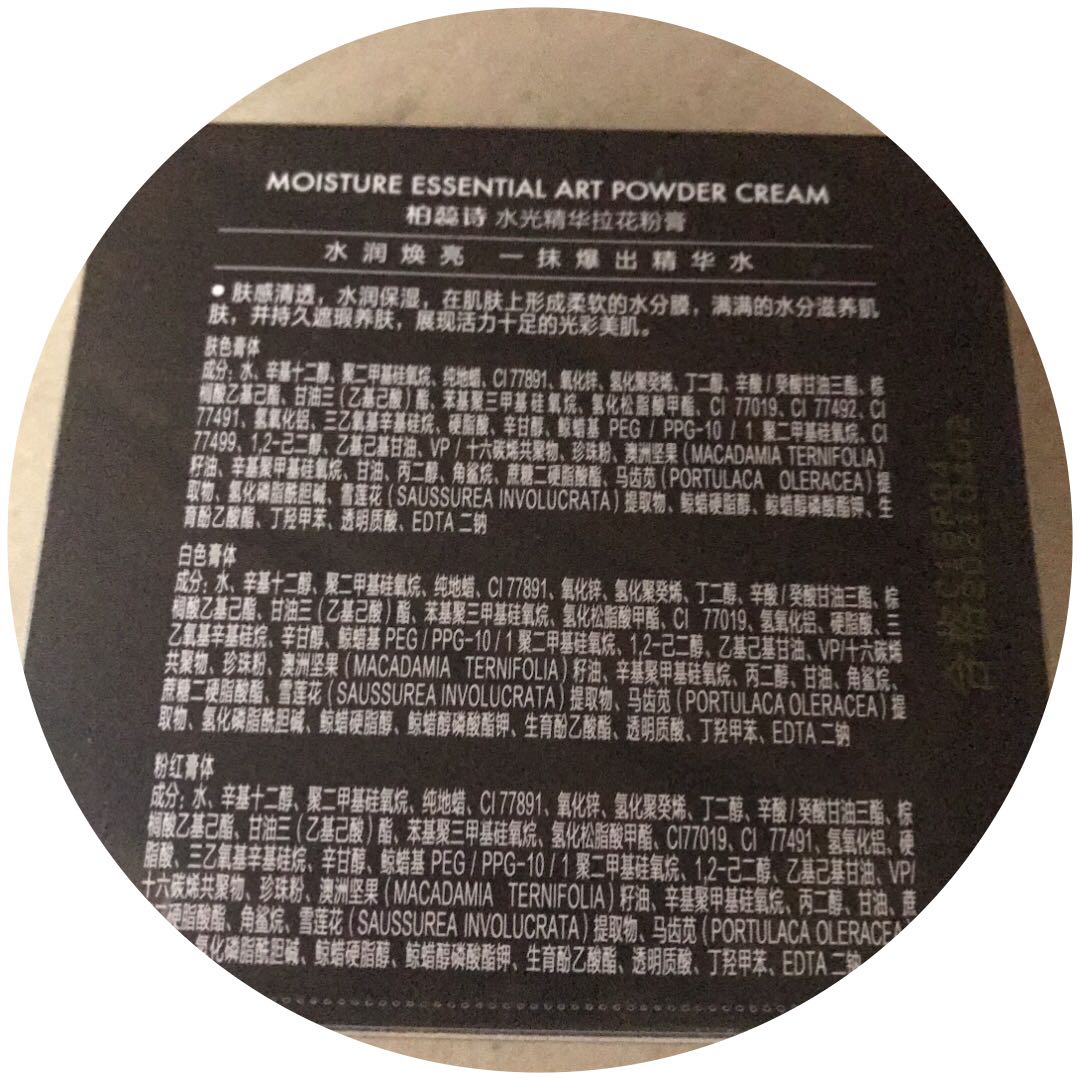 MOISTURE ESSENTIAL ART POWDER CREAM
柏蕊诗 水光精华拉花粉膏
水润焕亮 一抹爆出精华水
• 肤感清透，水润保湿，在肌肤上形成柔软的水分膜，满满的水分滋养肌
肤，并持久遮瑕养肤，展现活力十足的光彩美肌。
肤色膏体
成分：水、辛基十二醇、聚二甲基硅氧烷、纯地蜡、CI 77891、氧化锌、氢化聚癸烯、丁二醇、辛酸/癸酸甘油三酯、棕
榈酸乙基己酯、甘油三（乙基己酸）酯、苯基聚三甲基硅氧烷、氢化松脂酸甲酯、CI 77019、CI 77492、CI
77491、氢氧化铝、三乙氧基辛基硅烷、硬脂酸、辛甘醇、鲸蜡基 PEG / PPG-10 / 1 聚二甲基硅氧烷、CI
77499、1,2-己二醇、乙基己基甘油、VP / 十六碳烯共聚物、珍珠粉、澳洲坚果(MACADAMIA TERNIFOLIA)
籽油、辛基聚甲基硅氧烷、甘油、丙二醇、角鲨烷、蔗糖二硬脂酸酯、马齿苋(PORTULACA OLERACEA)提
取物、氢化磷脂酰胆碱、雪莲花(SAUSSUREA INVOLUCRATA)提取物、鲸蜡硬脂醇、鲸蜡醇磷酸酯钾、生
育酚乙酸酯、丁羟甲苯、透明质酸、EDTA 二钠
白色膏体
成分：水、辛基十二醇、聚二甲基硅氧烷、纯地蜡、CI 77891、氧化锌、氢化聚癸烯、丁二醇、辛酸/癸酸甘油三酯、棕
榈酸乙基己酯、甘油三（乙基己酸）酯、苯基聚三甲基硅氧烷、氢化松脂酸甲酯、CI 77019、氢氧化铝、硬脂酸、三
乙氧基辛基硅烷、辛甘醇、鲸蜡基 PEG / PPG-10 / 1 聚二甲基硅氧烷、1,2-己二醇、乙基己基甘油、VP/十六碳烯
共聚物、珍珠粉、澳洲坚果(MACADAMIA TERNIFOLIA)籽油、辛基聚甲基硅氧烷、丙二醇、甘油、角鲨烷、
蔗糖二硬脂酸酯、雪莲花(SAUSSUREA INVOLUCRATA)提取物、马齿苋(PORTULACA OLERACEA)提
取物、氢化磷脂酰胆碱、鲸蜡硬脂醇、鲸蜡醇磷酸酯钾、生育酚乙酸酯、透明质酸、丁羟甲苯、EDTA 二钠
粉红膏体
成分：水、辛基十二醇、聚二甲基硅氧烷、纯地蜡、CI 77891、氧化锌、氢化聚癸烯、丁二醇、辛酸/癸酸甘油三酯、棕
榈酸乙基己酯、甘油三（乙基己酸）酯、苯基聚三甲基硅氧烷、氢化松脂酸甲酯、CI77019、CI 77491、氢氧化铝、硬
脂酸、三乙氧基辛基硅烷、辛甘醇、鲸蜡基 PEG / PPG-10 / 1 聚二甲基硅氧烷、1,2-己二醇、乙基己基甘油、VP/
十六碳烯共聚物、珍珠粉、澳洲坚果(MACADAMIA TERNIFOLIA)籽油、辛基聚甲基硅氧烷、丙二醇、甘油、蔗
二硬脂酸酯、角鲨烷、雪莲花(SAUSSUREA INVOLUCRATA)提取物、马齿苋(PORTULACA OLERACEA
氢化磷脂酰胆碱、鲸蜡硬脂醇、鲸蜡醇磷酸酯钾、生育酚乙酸酯、透明质酸、丁羟甲苯、EDTA 二钠
合格